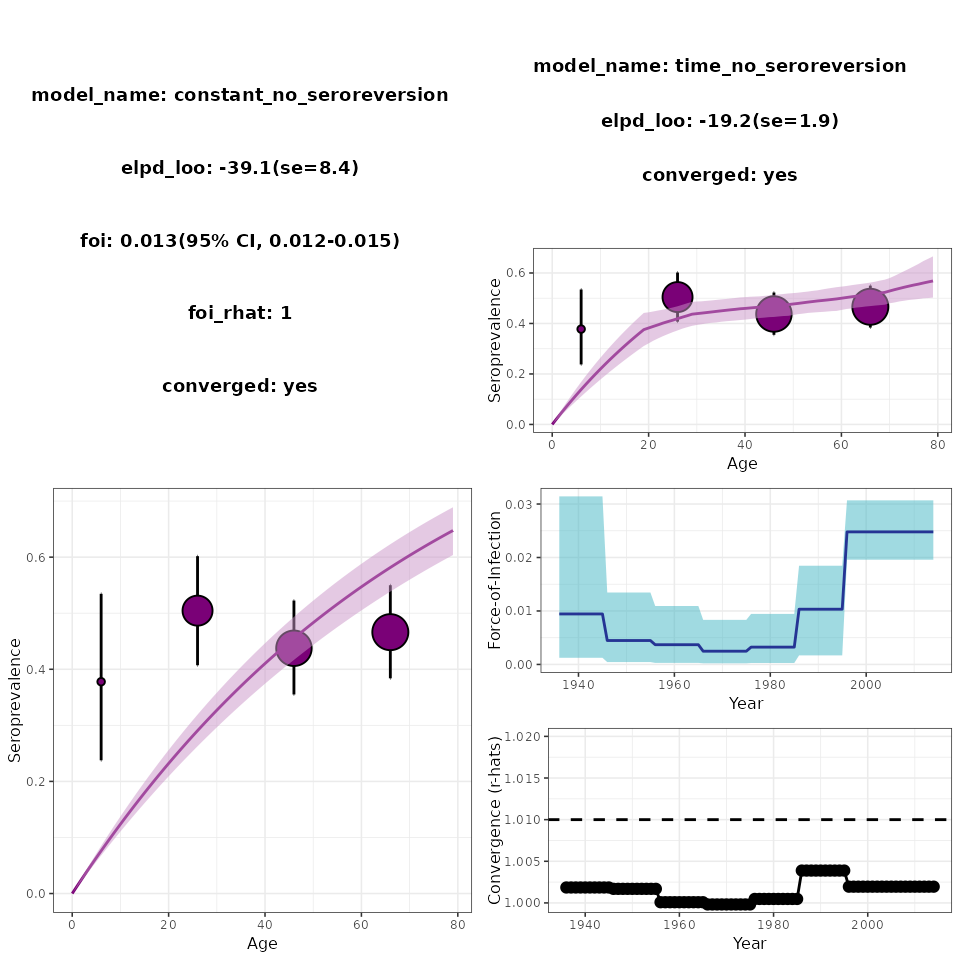 model_name: constant_no_seroreversion
elpd_loo: -39.1(se=8.4)
foi: 0.013(95% CI, 0.012-0.015)
foi_rhat: 1
converged: yes
Seroprevalence
0.6
0.4
0.2
0.0
0 20 40 60 80
Age
model_name: time_no_seroreversion
elpd_loo: -19.2(se=1.9)
converged: yes
Seroprevalence
0.6
0.4
0.2
0.0
0 20 40 60 80
Age
Force-of-Infection
0.03
0.02
0.01
0.00
1940 1960 1980 2000
Year
Convergence (r-hats)
1.020
1.015
1.010
1.005
1.000
1940 1960 1980 2000
Year